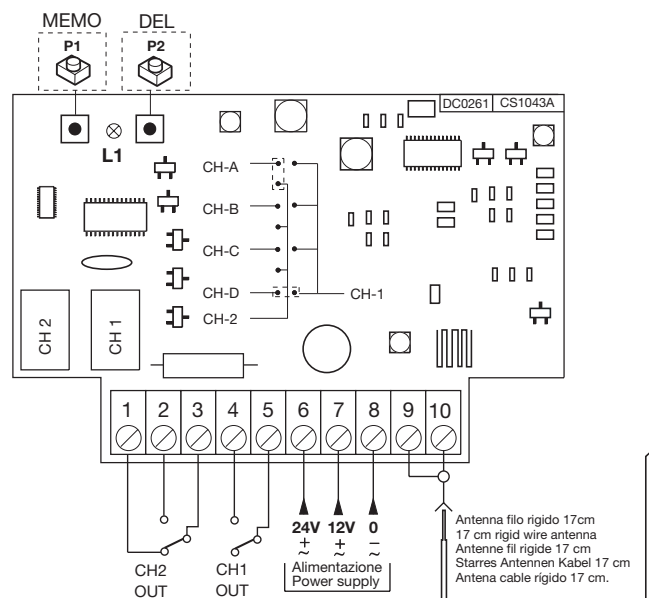 MEMO DEL
P1 P2
DC0261 CS1043A
L1
CH-A
CH-B
CH-C
CH-D
CH-1
CH-2
CH 2
CH 1
1 2 3 4 5 6 7 8 9 10
24V 12V 0
+ + −
~ ~ ~
Alimentazione
Power supply
CH2
OUT
CH1
OUT
Antenna filo rigido 17cm
17 cm rigid wire antenna
Antenne fil rigide 17 cm
Starres Antennen Kabel 17 cm
Antena cable rígido 17 cm.